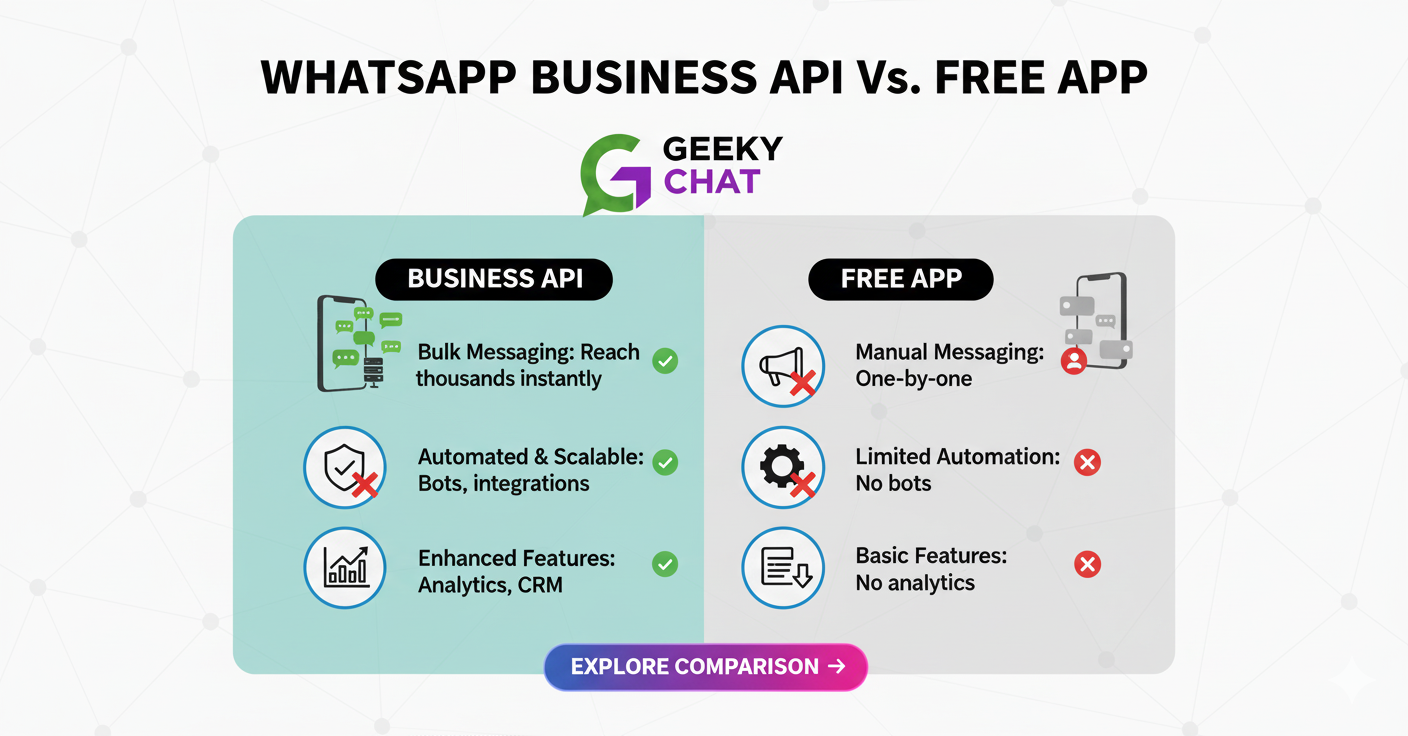 WHATSAPP BUSINESS API Vs. FREE APP
GEEKY
CHAT
BUSINESS API
Bulk Messaging: Reach
thousands instantly
Automated & Scalable:
Bots, integrations
Enhanced Features:
Analytics, CRM
FREE APP
Manual Messaging:
One-by-one
Limited Automation:
No bots
Basic Features:
No analytics
EXPLORE COMPARISON →